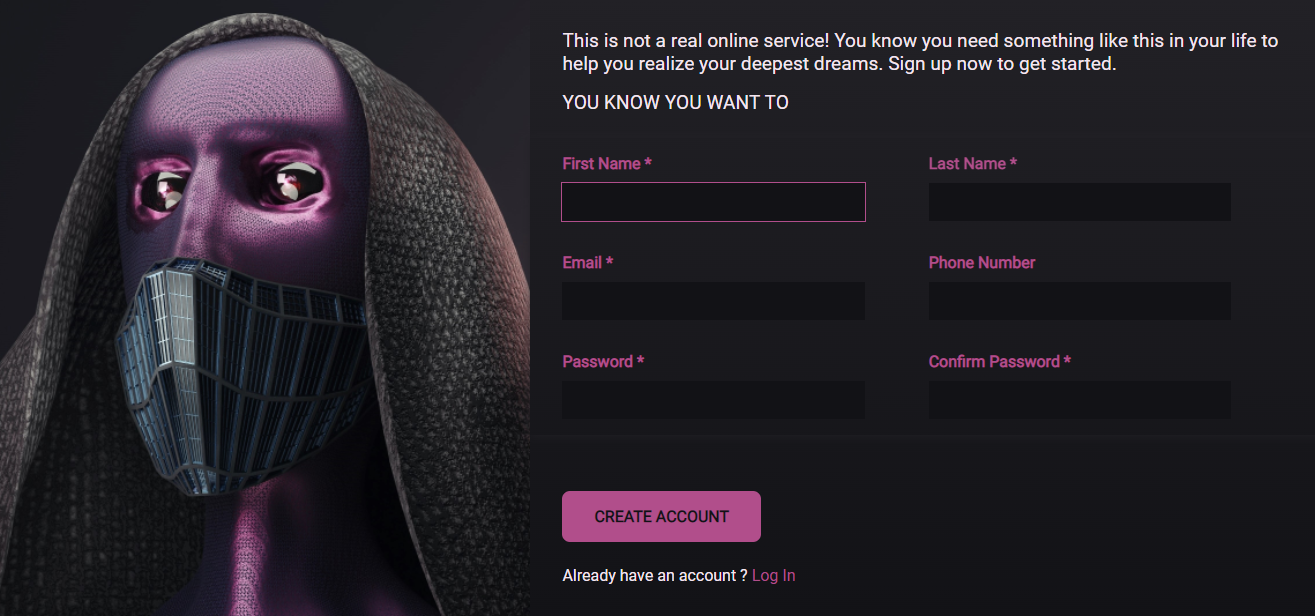 This is not a real online service! You know you need something like this in your life to
help you realize your deepest dreams. Sign up now to get started.
YOU KNOW YOU WANT TO
First Name *
Last Name *
Email *
Phone Number
Password *
Confirm Password *
CREATE ACCOUNT
Already have an account ? Log In